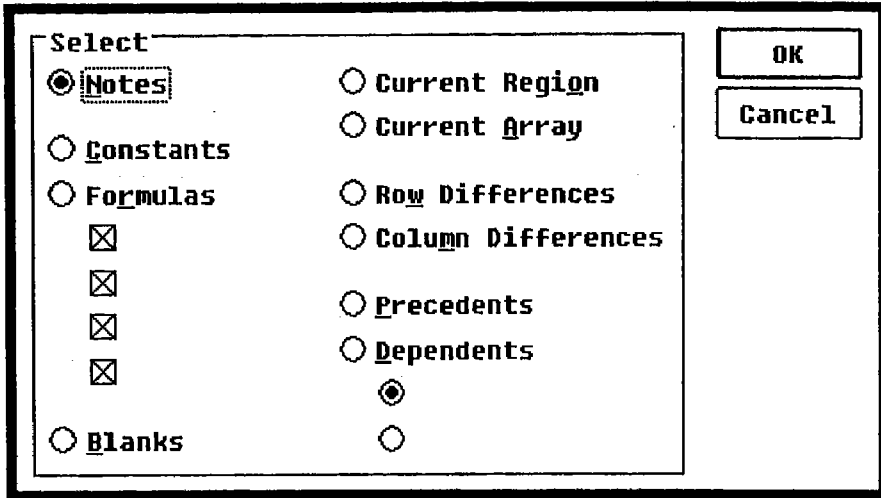 Select
Notes
Constants
Formulas
Blanks
Current Region
Current Array
Row Differences
Column Differences
Precedents
Dependents
OK
Cancel